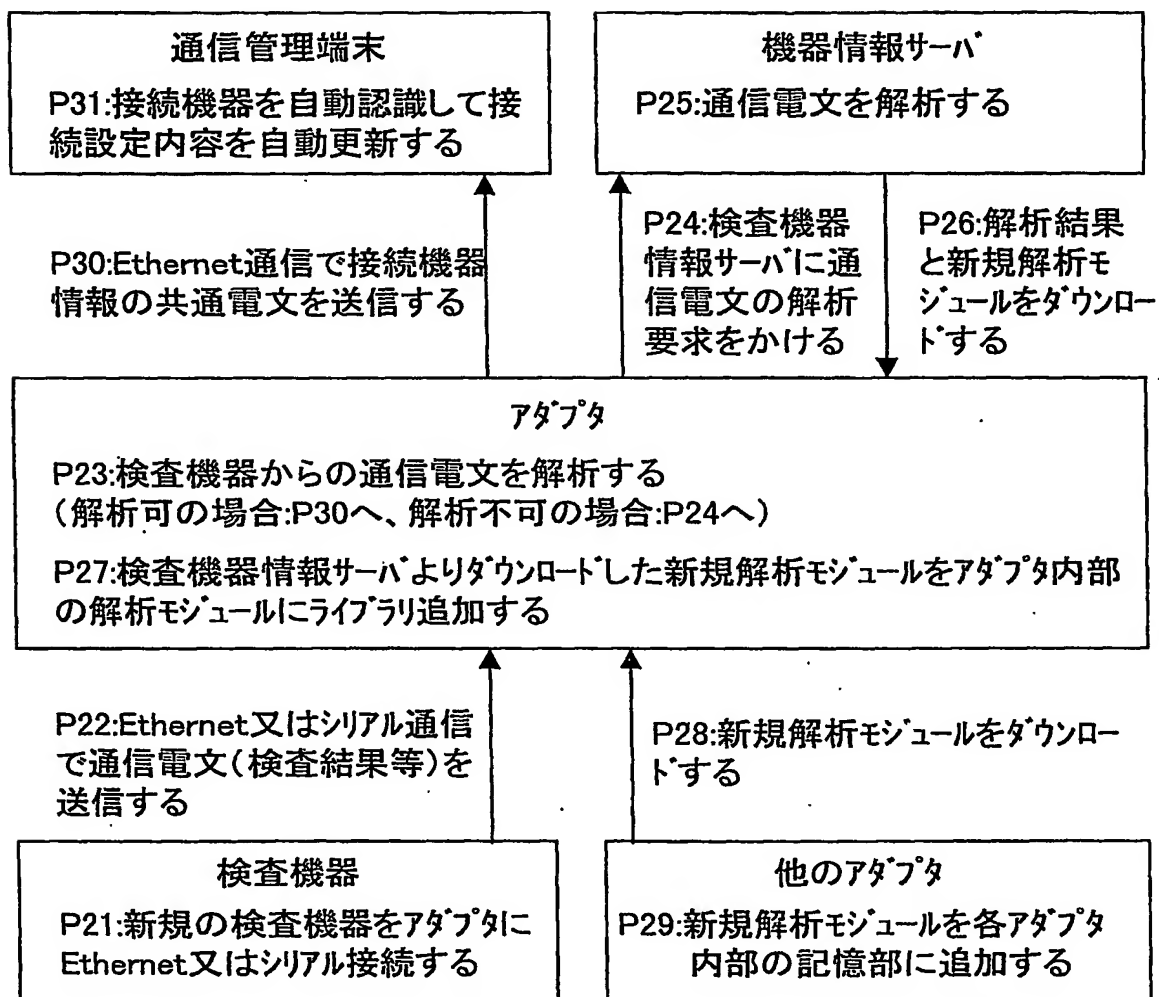 通信管理端末
P31:接続機器を自動認識して接
続設定内容を自動更新する
機器情報サーバ
P25:通信電文を解析する
P30:Ethernet通信で接続機器
情報の共通電文を送信する
P24:検査機器
情報サーバに通
信電文の解析
要求をかける
P26:解析結果
と新規解析モ
ジュールをダウンロー
ドする
アダプタ
P23:検査機器からの通信電文を解析する
(解析可の場合:P30へ、解析不可の場合:P24へ)
P27:検査機器情報サーバよりダウンロードした新規解析モジュールをアダプタ内部
の解析モジュールにライブラリ追加する
P22:Ethernet又はシリアル通信
で通信電文(検査結果等)を
送信する
P28:新規解析モジュールをダウンロー
ドする
検査機器
P21:新規の検査機器をアダプタに
Ethernet又はシリアル接続する
他のアダプタ
P29:新規解析モジュールを各アダプタ
内部の記憶部に追加する